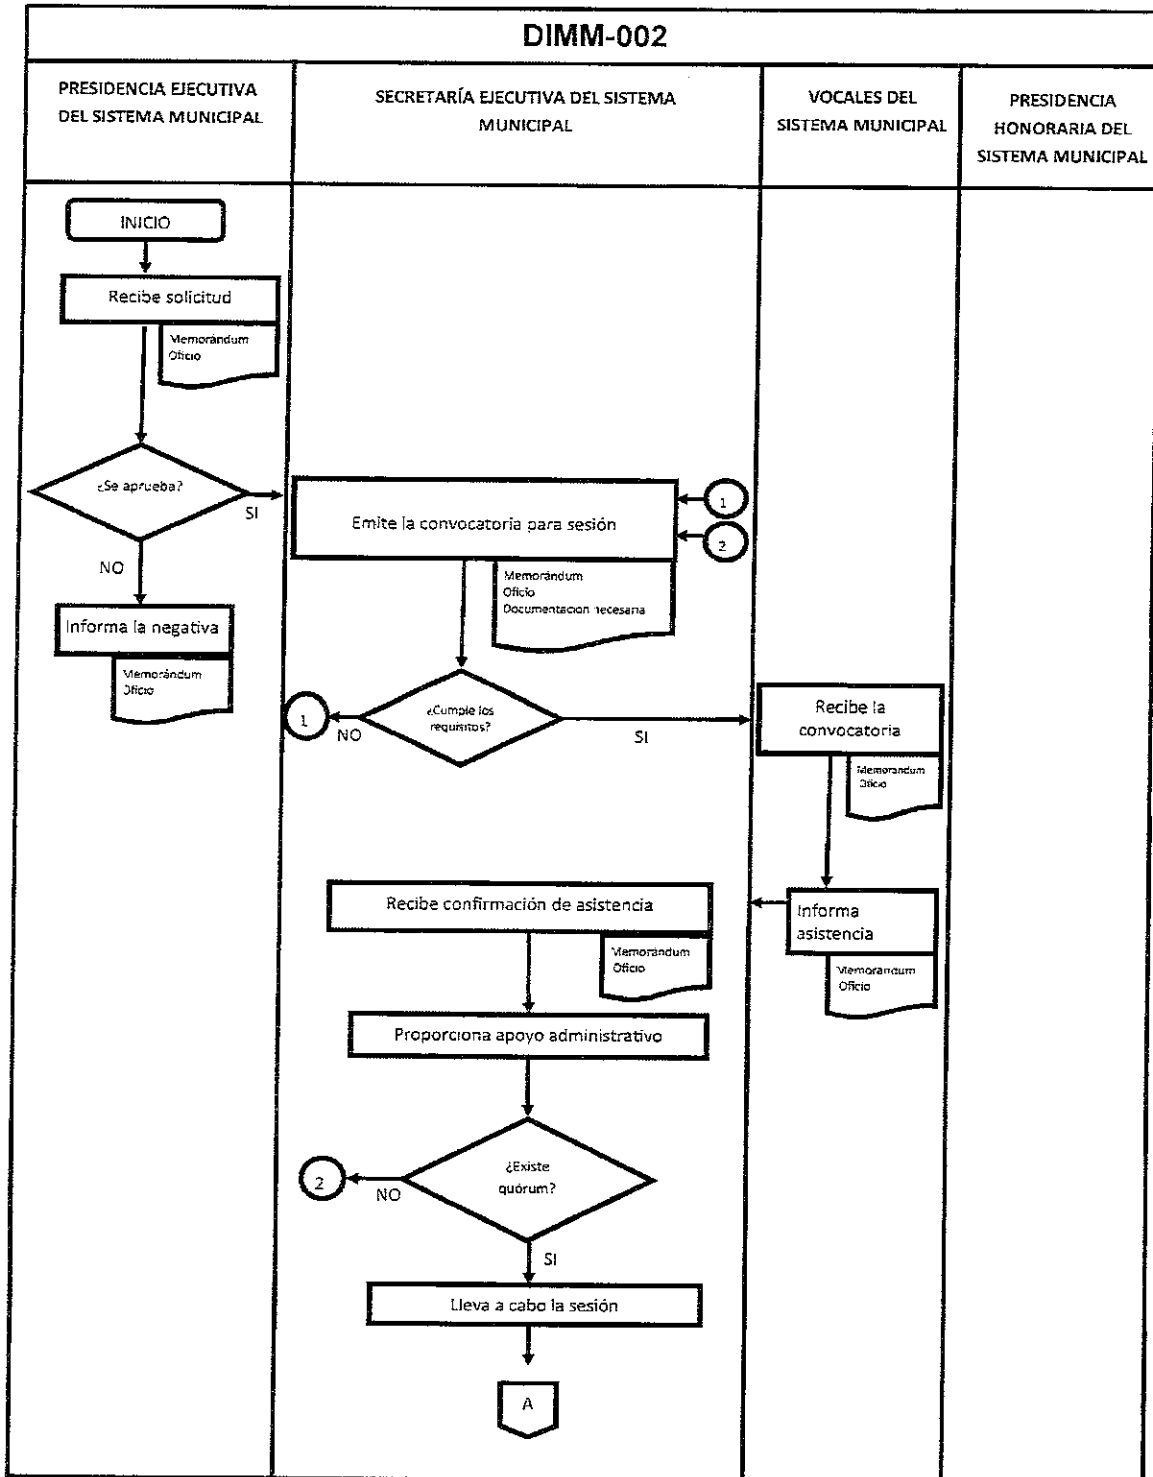 DIMM-002
PRESIDENCIA EJECUTIVA
DEL SISTEMA MUNICIPAL
SECRETARÍA EJECUTIVA DEL SISTEMA
MUNICIPAL
VOCALES DEL
SISTEMA MUNICIPAL
PRESIDENCIA
HONORARIA DEL
SISTEMA MUNICIPAL
INICIO
Recibe solicitud
Memorándum
Oficio
¿Se aprueba?
SI
NO
Informa la negativa
Memorándum
Oficio
Emite la convocatoria para sesión
1
2
Memorándum
Oficio
Documentacion necesaria
¿Cumple los
requisitos?
1
NO
SI
Recibe la
convocatoria
Memorandum
Oficio
Informa
asistencia
Memorandum
Oficio
Recibe confirmación de asistencia
Memorándum
Oficio
Proporciona apoyo administrativo
¿Existe
quórum?
2
NO
SI
Lleva a cabo la sesión
A